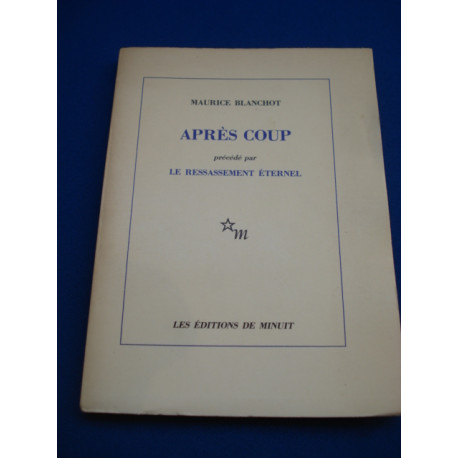 MAURICE BLANCHOT
APRÈS COUP
précédé par
LE RESSASSEMENT ÉTERNEL
m
LES ÉDITIONS DE MINUIT